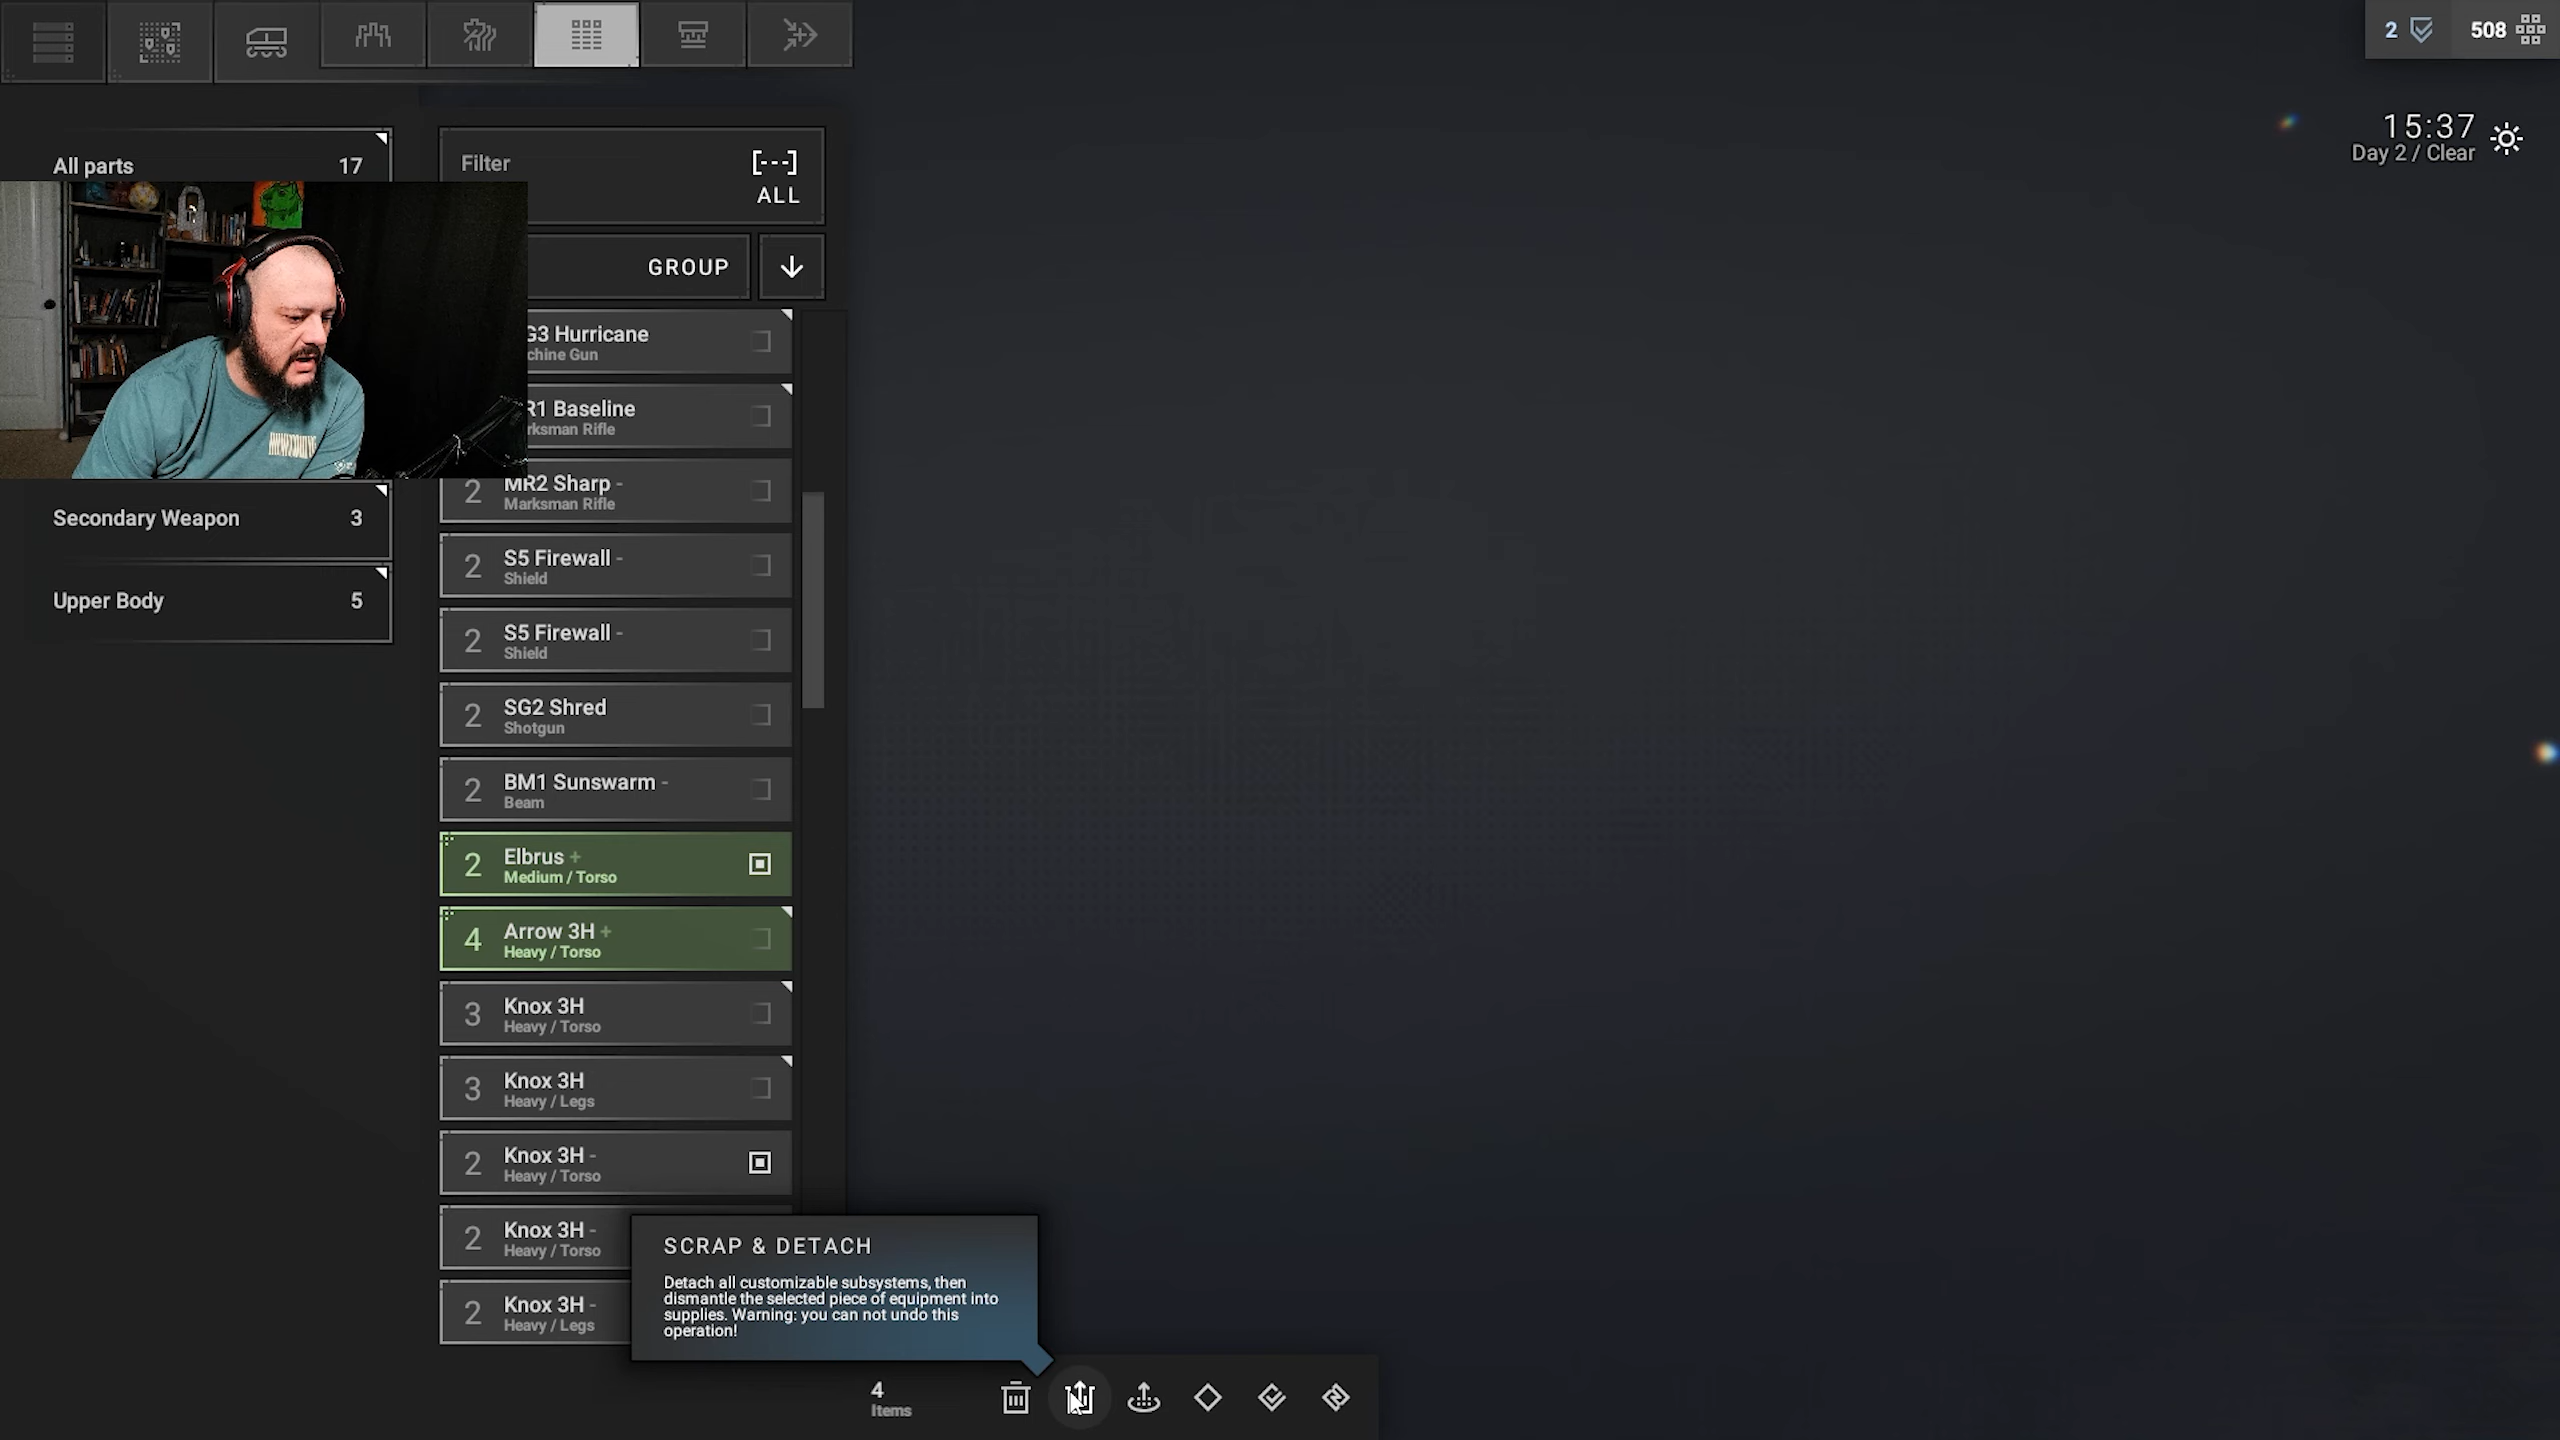 2
508
15:37
Day 2 / Clear
All parts 17
Filter
ALL
GROUP
G3 Hurricane
chine Gun
R1 Baseline
rksman Rifle
2 MR2 Sharp -
Marksman Rifle
2 S5 Firewall -
Shield
2 S5 Firewall -
Shield
2 SG2 Shred
Shotgun
2 BM1 Sunswarm -
Beam
2 Elbrus +
Medium / Torso
4 Arrow 3H +
Heavy / Torso
3 Knox 3H
Heavy / Torso
3 Knox 3H
Heavy / Legs
2 Knox 3H -
Heavy / Torso
2 Knox 3H -
Heavy / Torso
2 Knox 3H -
Heavy / Legs
Secondary Weapon 3
Upper Body 5
SCRAP & DETACH
Detach all customizable subsystems, then
dismantle the selected piece of equipment into
supplies. Warning: you can not undo this
operation!
4
Items